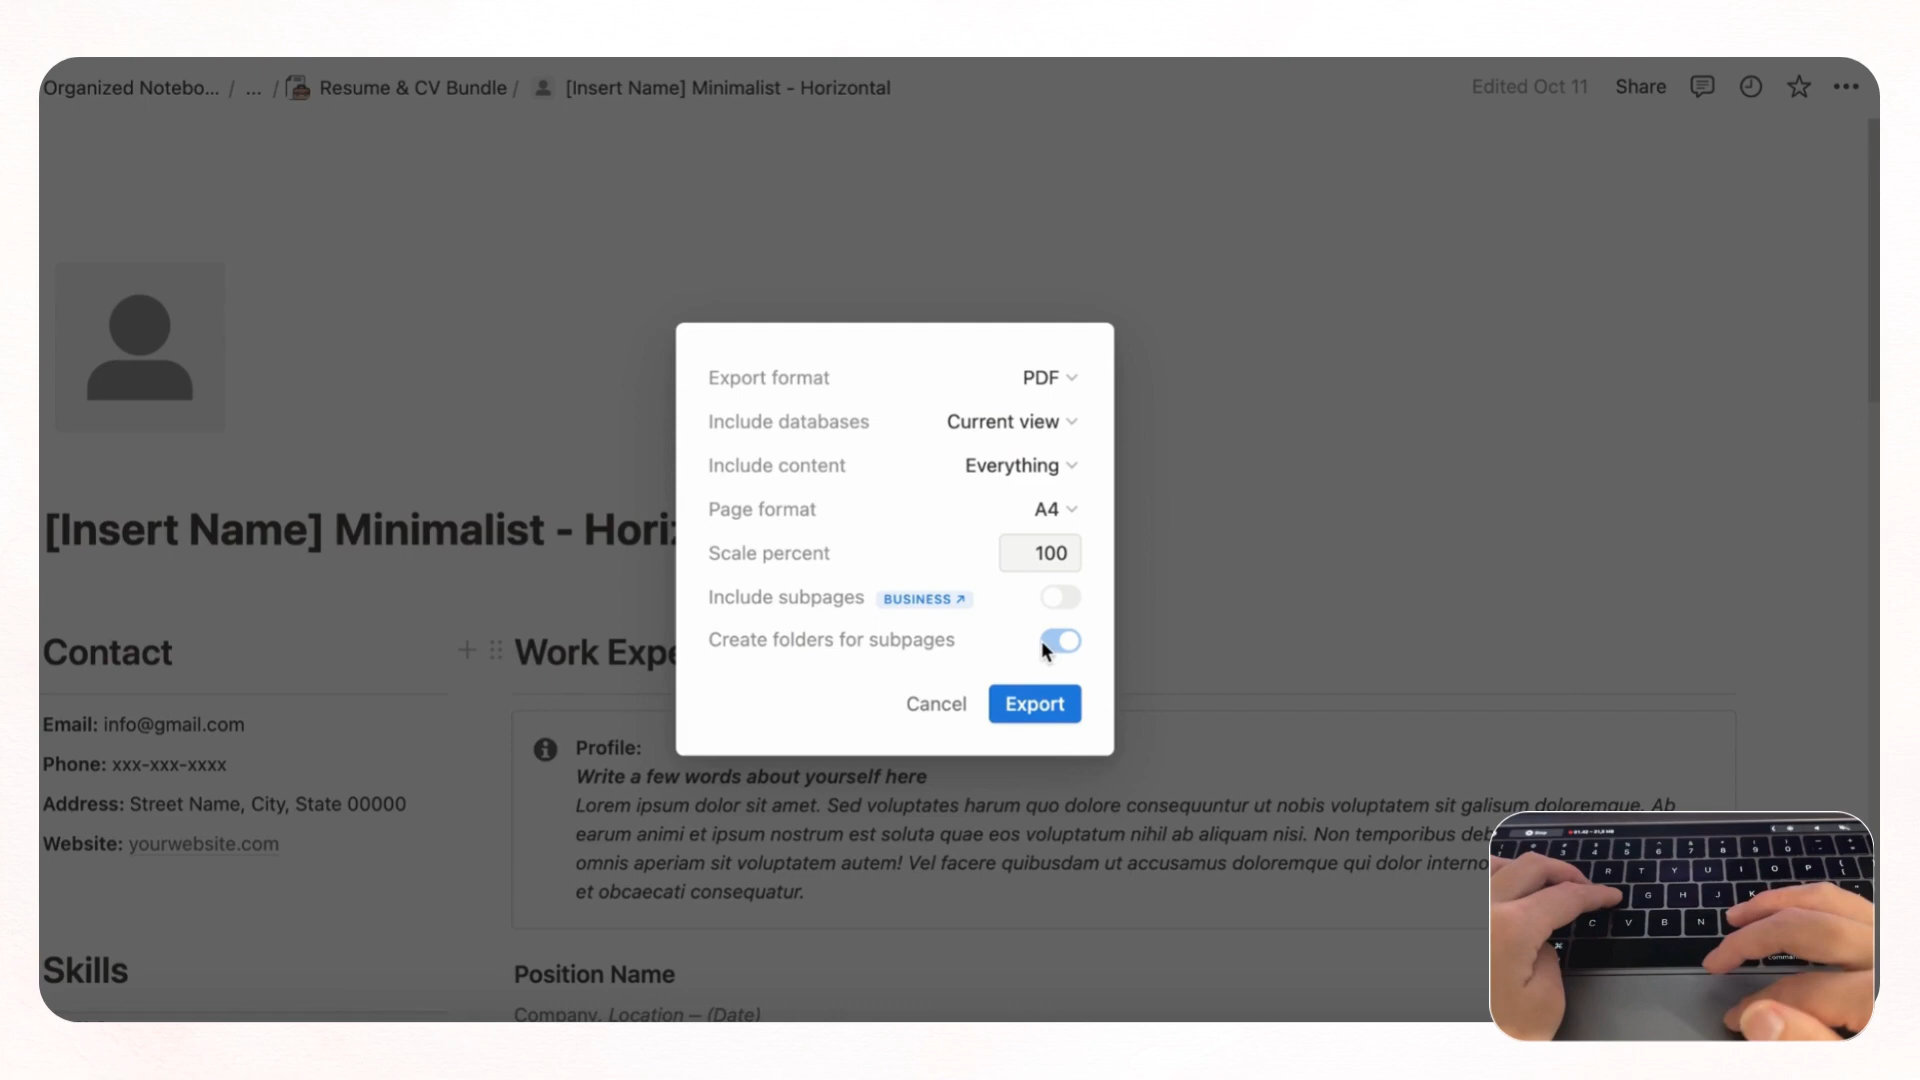 Organized Notebo... / ... / Resume & CV Bundle / [Insert Name] Minimalist - Horizontal
Edited Oct 11 Share
[Insert Name] Minimalist - Hori
Export format PDF
Include databases Current view
Include content Everything
Page format A4
Scale percent 100
Include subpages BUSINESS ↗
Create folders for subpages
Cancel Export
Contact
Email: info@gmail.com
Phone: xxx-xxx-xxxx
Address: Street Name, City, State 00000
Website: yourwebsite.com
Skills
Work Expe
Profile:
Write a few words about yourself here
Lorem ipsum dolor sit amet. Sed voluptates harum quo dolore consequuntur ut nobis voluptatem sit galisum doloremque. Ab
earum animi et ipsum nostrum est soluta quae eos voluptatum nihil ab aliquam nisi. Non temporibus deb
omnis aperiam sit voluptatem autem! Vel facere quibusdam ut accusamus doloremque qui dolor interno
et obcaecati consequatur.
Position Name
Company, Location – (Date)
R T Y U I O P
G H J K
C V B N